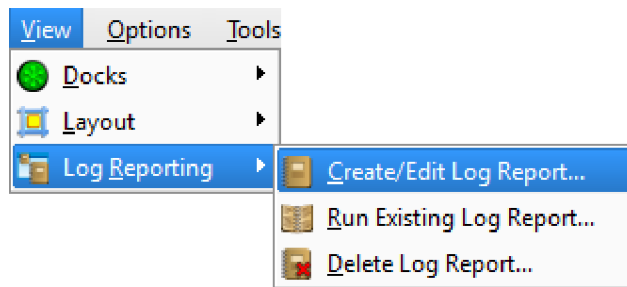 View Options Tools
Docks
Layout
Log Reporting
Create/Edit Log Report...
Run Existing Log Report...
Delete Log Report...